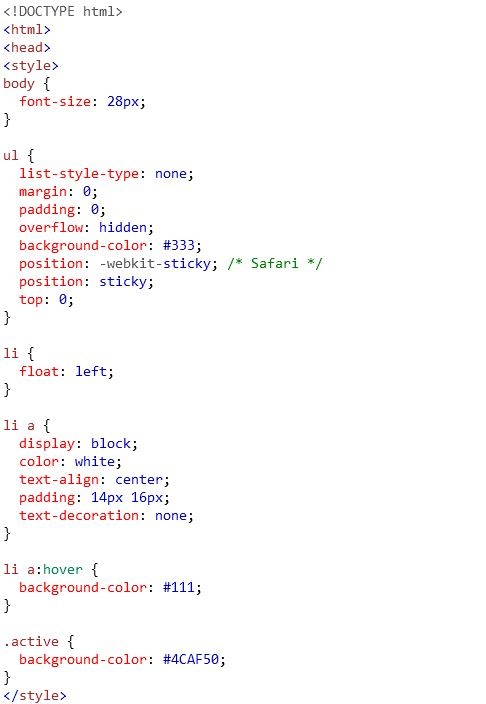 <!DOCTYPE html>
<html>
<head>
<style>
body {
  font-size: 28px;
}

ul {
  list-style-type: none;
  margin: 0;
  padding: 0;
  overflow: hidden;
  background-color: #333;
  position: -webkit-sticky; /* Safari */
  position: sticky;
  top: 0;
}

li {
  float: left;
}

li a {
  display: block;
  color: white;
  text-align: center;
  padding: 14px 16px;
  text-decoration: none;
}

li a:hover {
  background-color: #111;
}

.active {
  background-color: #4CAF50;
}
</style>